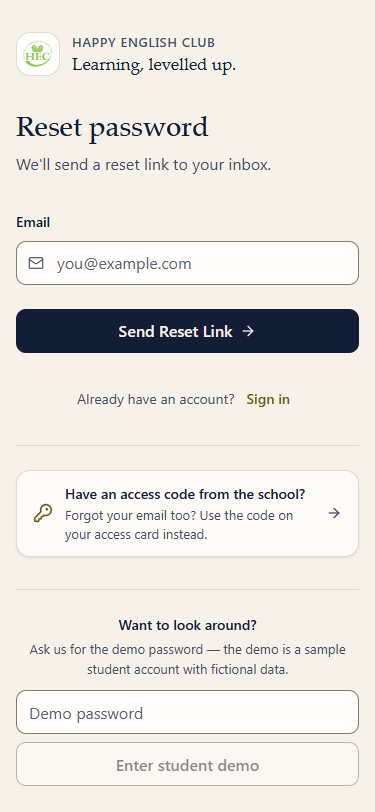 HEC
HAPPY ENGLISH CLUB
Learning, levelled up.
Reset password
We'll send a reset link to your inbox.
Email
you@example.com
Send Reset Link →
Already have an account? Sign in
Have an access code from the school?
Forgot your email too? Use the code on
your access card instead.
Want to look around?
Ask us for the demo password — the demo is a sample
student account with fictional data.
Demo password
Enter student demo